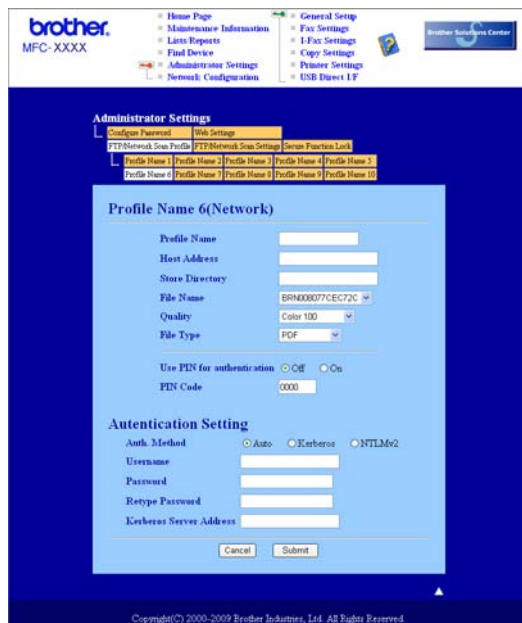 brother.
MFC-XXXX
Home Page
Maintenance Information
Lists/Reports
Find Device
Administrator Settings
Network Configuration
General Setup
Fax Settings
I-Fax Settings
Copy Settings
Printer Settings
USB Direct I/F
Brother Solutions Center
Administrator Settings
Configure Password Web Settings
FTP/Network Scan Profile FTP/Network Scan Settings Secure Function Lock
Profile Name 1 Profile Name 2 Profile Name 3 Profile Name 4 Profile Name 5
Profile Name 6 Profile Name 7 Profile Name 8 Profile Name 9 Profile Name 10
Profile Name 6(Network)
Profile Name
Host Address
Store Directory
File Name BRN008077CEC72C
Quality Color 100
File Type PDF
Use PIN for authentication Off On
PIN Code 0000
Autentication Setting
Auth. Method Auto Kerberos NTLMv2
Username
Password
Retype Password
Kerberos Server Address
Cancel Submit
Copyright(C) 2000-2009 Brother Industries, Ltd. All Rights Reserved.